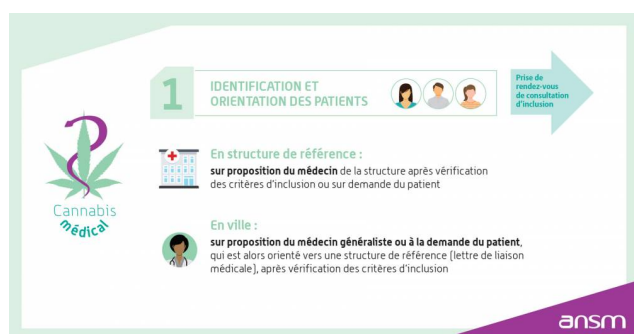 1
IDENTIFICATION ET
ORIENTATION DES PATIENTS
Prise de
rendez-vous
de consultation
d'inclusion
En structure de référence :
sur proposition du médecin de la structure après vérification
des critères d'inclusion ou sur demande du patient
Cannabis
médical
En ville :
sur proposition du médecin généraliste ou à la demande du patient,
qui est alors orienté vers une structure de référence (lettre de liaison
médicale), après vérification des critères d'inclusion
ansm